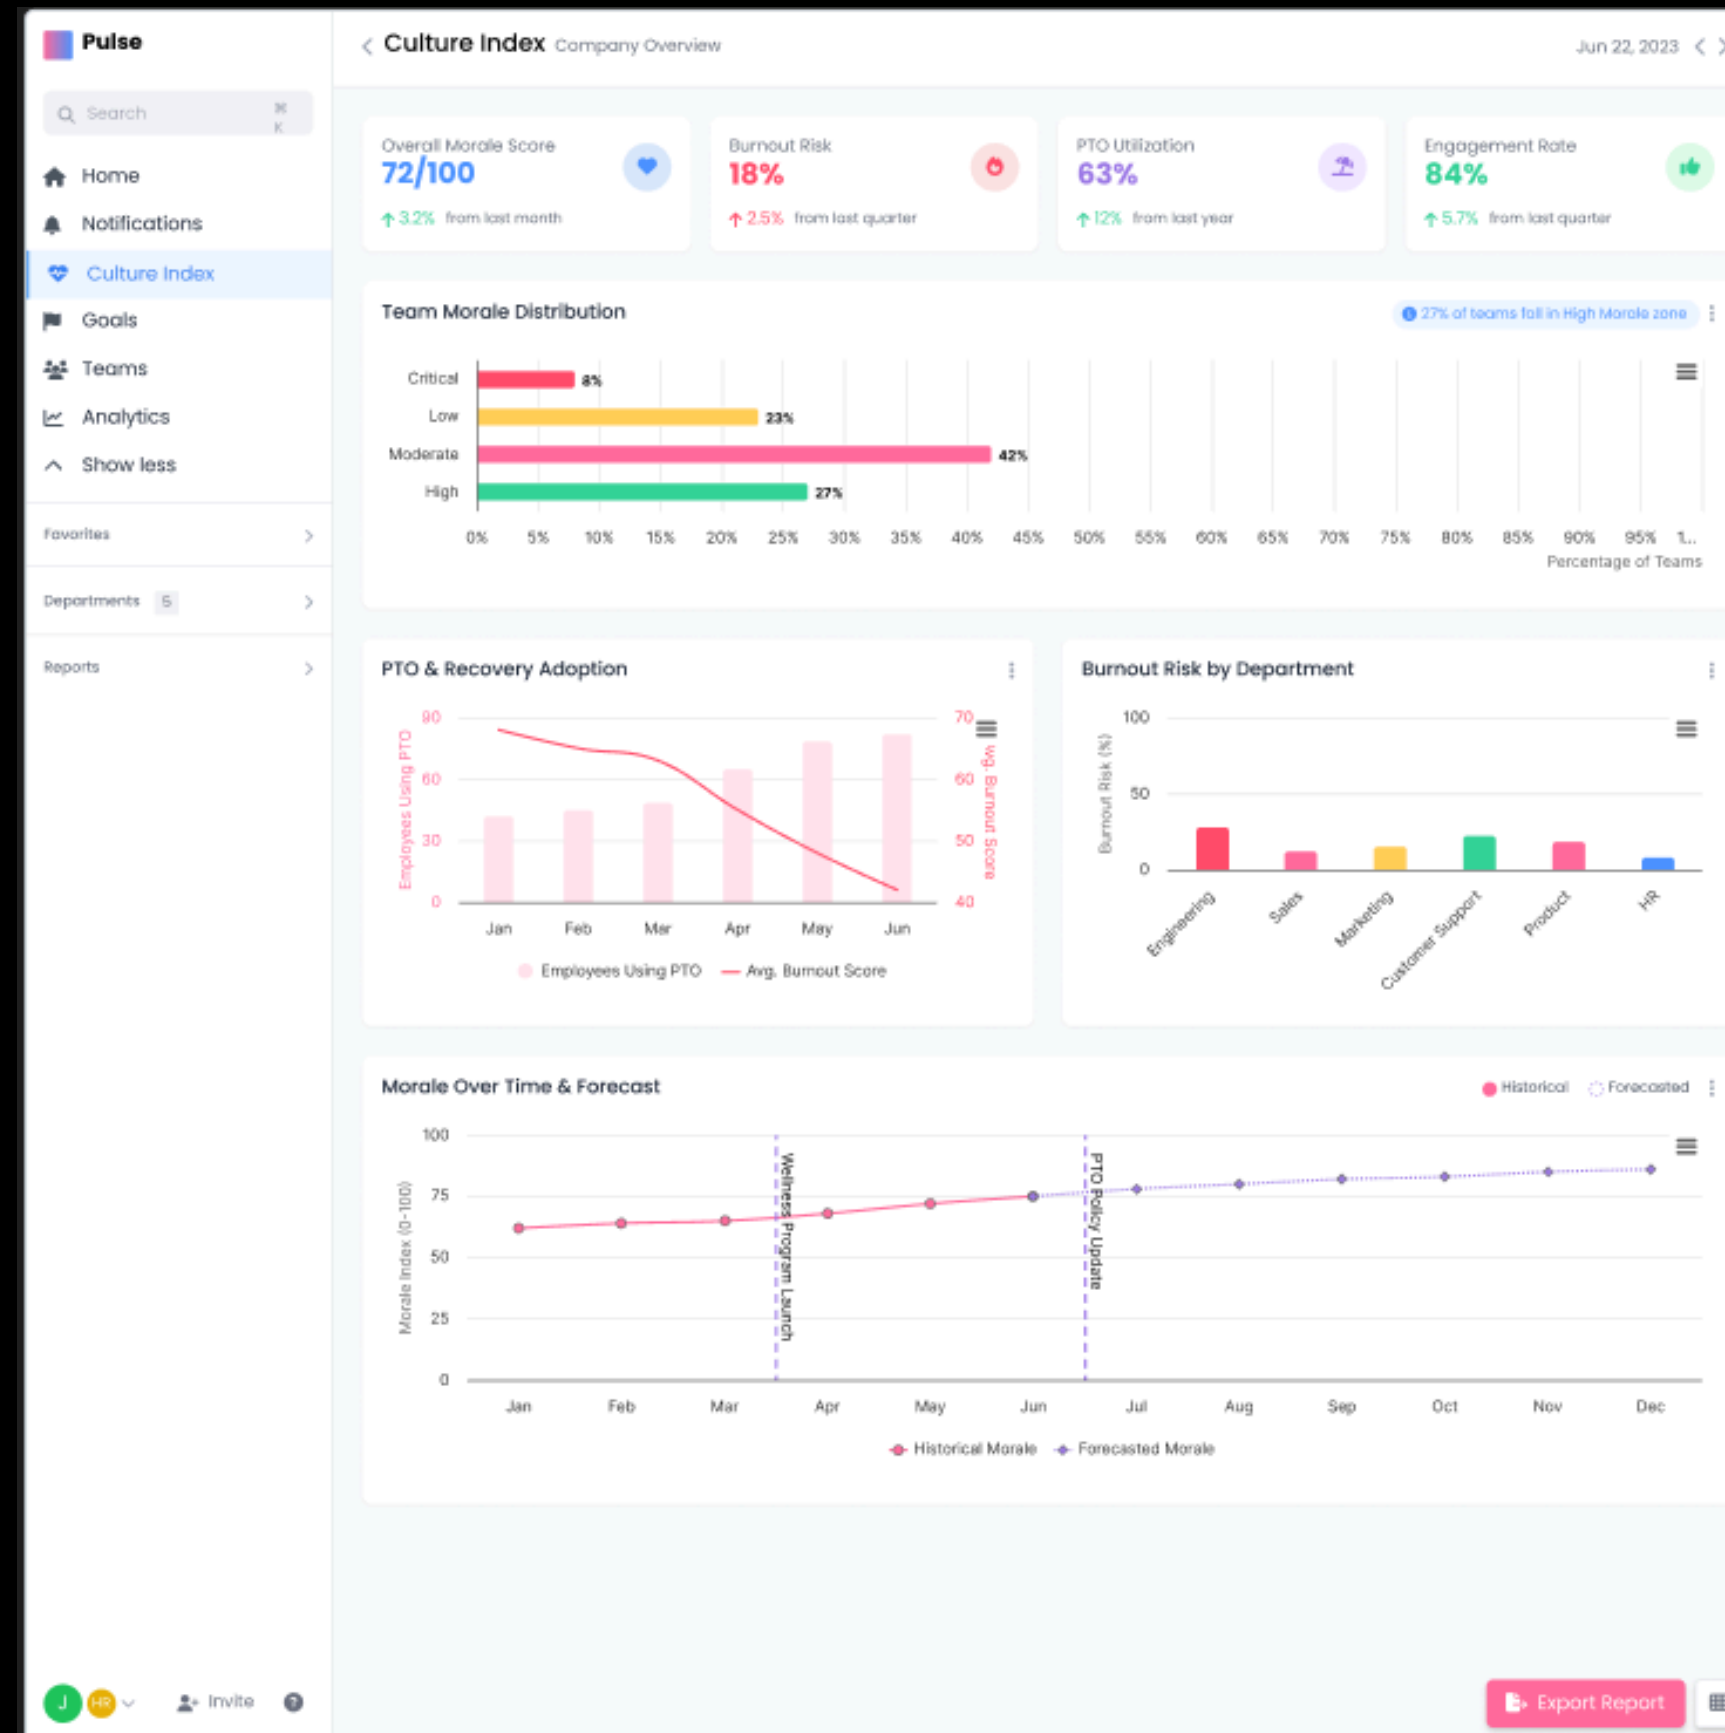 Pulse
Search
⌘
K
Home
Notifications
Culture Index
Goals
Teams
Analytics
Show less
Favorites
Departments 5
Reports
J HR Invite ?
Culture Index Company Overview
Jun 22, 2023
Overall Morale Score
72/100
3.2% from last month
Burnout Risk
18%
2.5% from last quarter
PTO Utilization
63%
12% from last year
Engagement Rate
84%
5.7% from last quarter
Team Morale Distribution
27% of teams fall in High Morale zone
Critical 8%
Low 23%
Moderate 42%
High 27%
0% 5% 10% 15% 20% 25% 30% 35% 40% 45% 50% 55% 60% 65% 70% 75% 80% 85% 90% 95% 1...
Percentage of Teams
PTO & Recovery Adoption
Employees Using PTO
90
60
30
0
70
60
50
40
wg. Burnout Score
Jan Feb Mar Apr May Jun
Employees Using PTO Avg. Burnout Score
Burnout Risk by Department
Burnout Risk (%)
100
50
0
Engineering
Sales
Marketing
Customer Support
Product
HR
Morale Over Time & Forecast
Historical Forecasted
Morale Index (0-100)
100
75
50
25
0
Wellness Program Launch
PTO Policy Update
Jan Feb Mar Apr May Jun Jul Aug Sep Oct Nov Dec
Historical Morale Forecasted Morale
Export Report